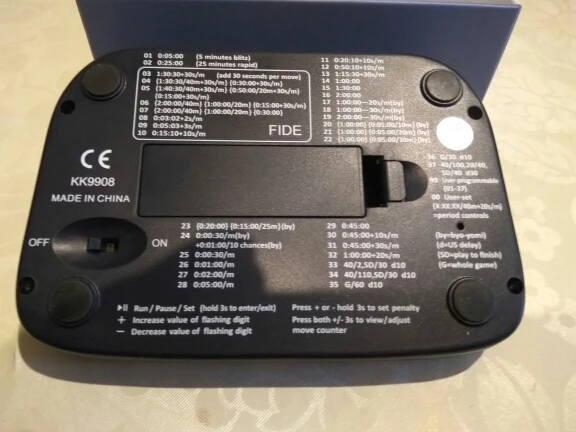 01 0:05:00 (5 minutes blitz)
02 0:25:00 (25 minutes rapid)
03 1:30:30+30s/m (add 30 seconds per move)
04 {1:30:30/40m+30s/m} {0:30:00+30s/m}
05 {1:40:30/40m+30s/m} {0:50:00/20m+30s/m}
{0:15:00+30s/m}
06 {2:00:00/40m} {1:00:00/20m} {0:15:00+30s/m}
07 {2:00:00/40m} {1:00:00/20m} {0:30:00}
08 0:03:02+2s/m
09 0:05:03+3s/m
10 0:15:10+10s/m
FIDE
11 0:20:10+10s/m
12 0:50:10+10s/m
13 1:15:30+30s/m
14 1:00:00
15 1:30:00
16 2:00:00
17 1:00:00—20s/m(by)
18 1:00:00—30s/m(by)
19 2:00:00—30s/m(by)
20 {1:00:00} {0:05:00/10m}(by)
21 {1:00:00} {0:05:00/20m}(by)
22 {1:00:00} {0:05:00/30m}(by)
CE
KK9908
MADE IN CHINA
36 G/30 d10
37 40/100,20/40,
SD/40 d30
User-programmable
(01-37)
00 User-set
{X:XX:XX/40m+20s/m}
=period controls
OFF
ON
23 {0:20:00} {0:15:00/25m}(by)
24 0:00:30/m(by)
+0:01:00/10 chances(by)
25 0:00:30/m
26 0:01:00/m
27 0:02:00/m
28 0:05:00/m
29 0:45:00
30 0:45:00+10s/m
31 0:45:00+30s/m
32 1:00:00+20s/m
33 40/2,SD/30 d10
34 40/110,SD/30 d10
35 G/60 d10
(by=byo-yomi)
(d=US delay)
(SD=play to finish)
(G=whole game)
Run / Pause / Set (hold 3s to enter/exit)
+ Increase value of flashing digit
− Decrease value of flashing digit
Press + or - hold 3s to set penalty
Press both +/- 3s to view/adjust
move counter